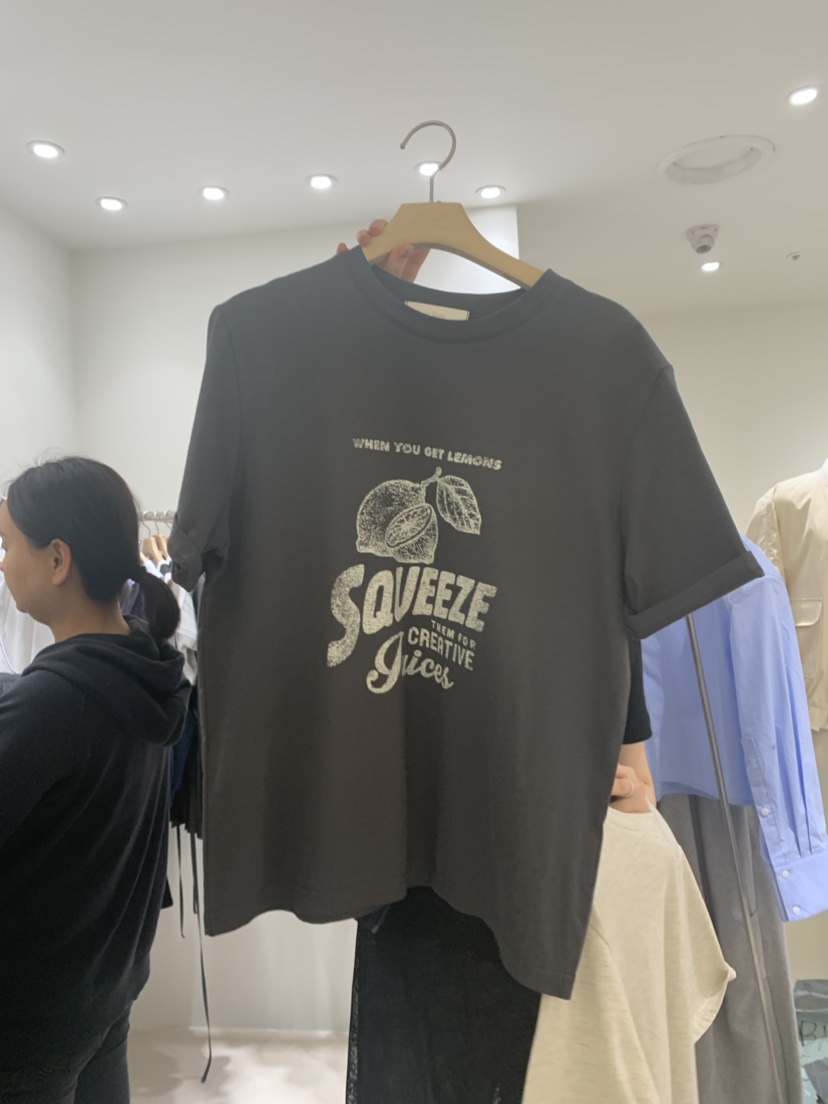 WHEN YOU GET LEMONS
SQUEEZE
THEM FOR
CREATIVE
Juices